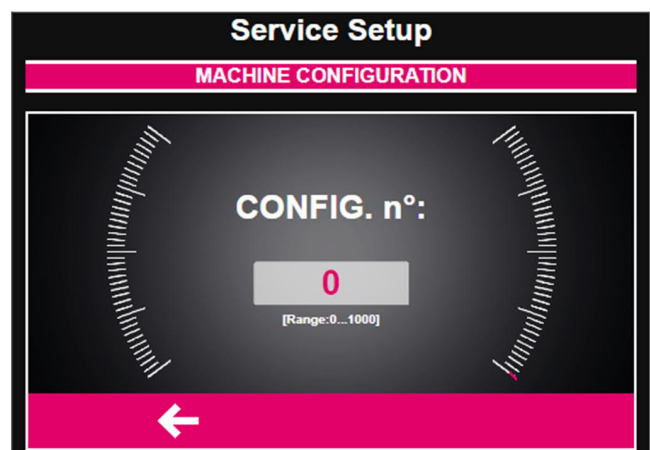 Service Setup
MACHINE CONFIGURATION
CONFIG. n°:
0
[Range:0...1000]